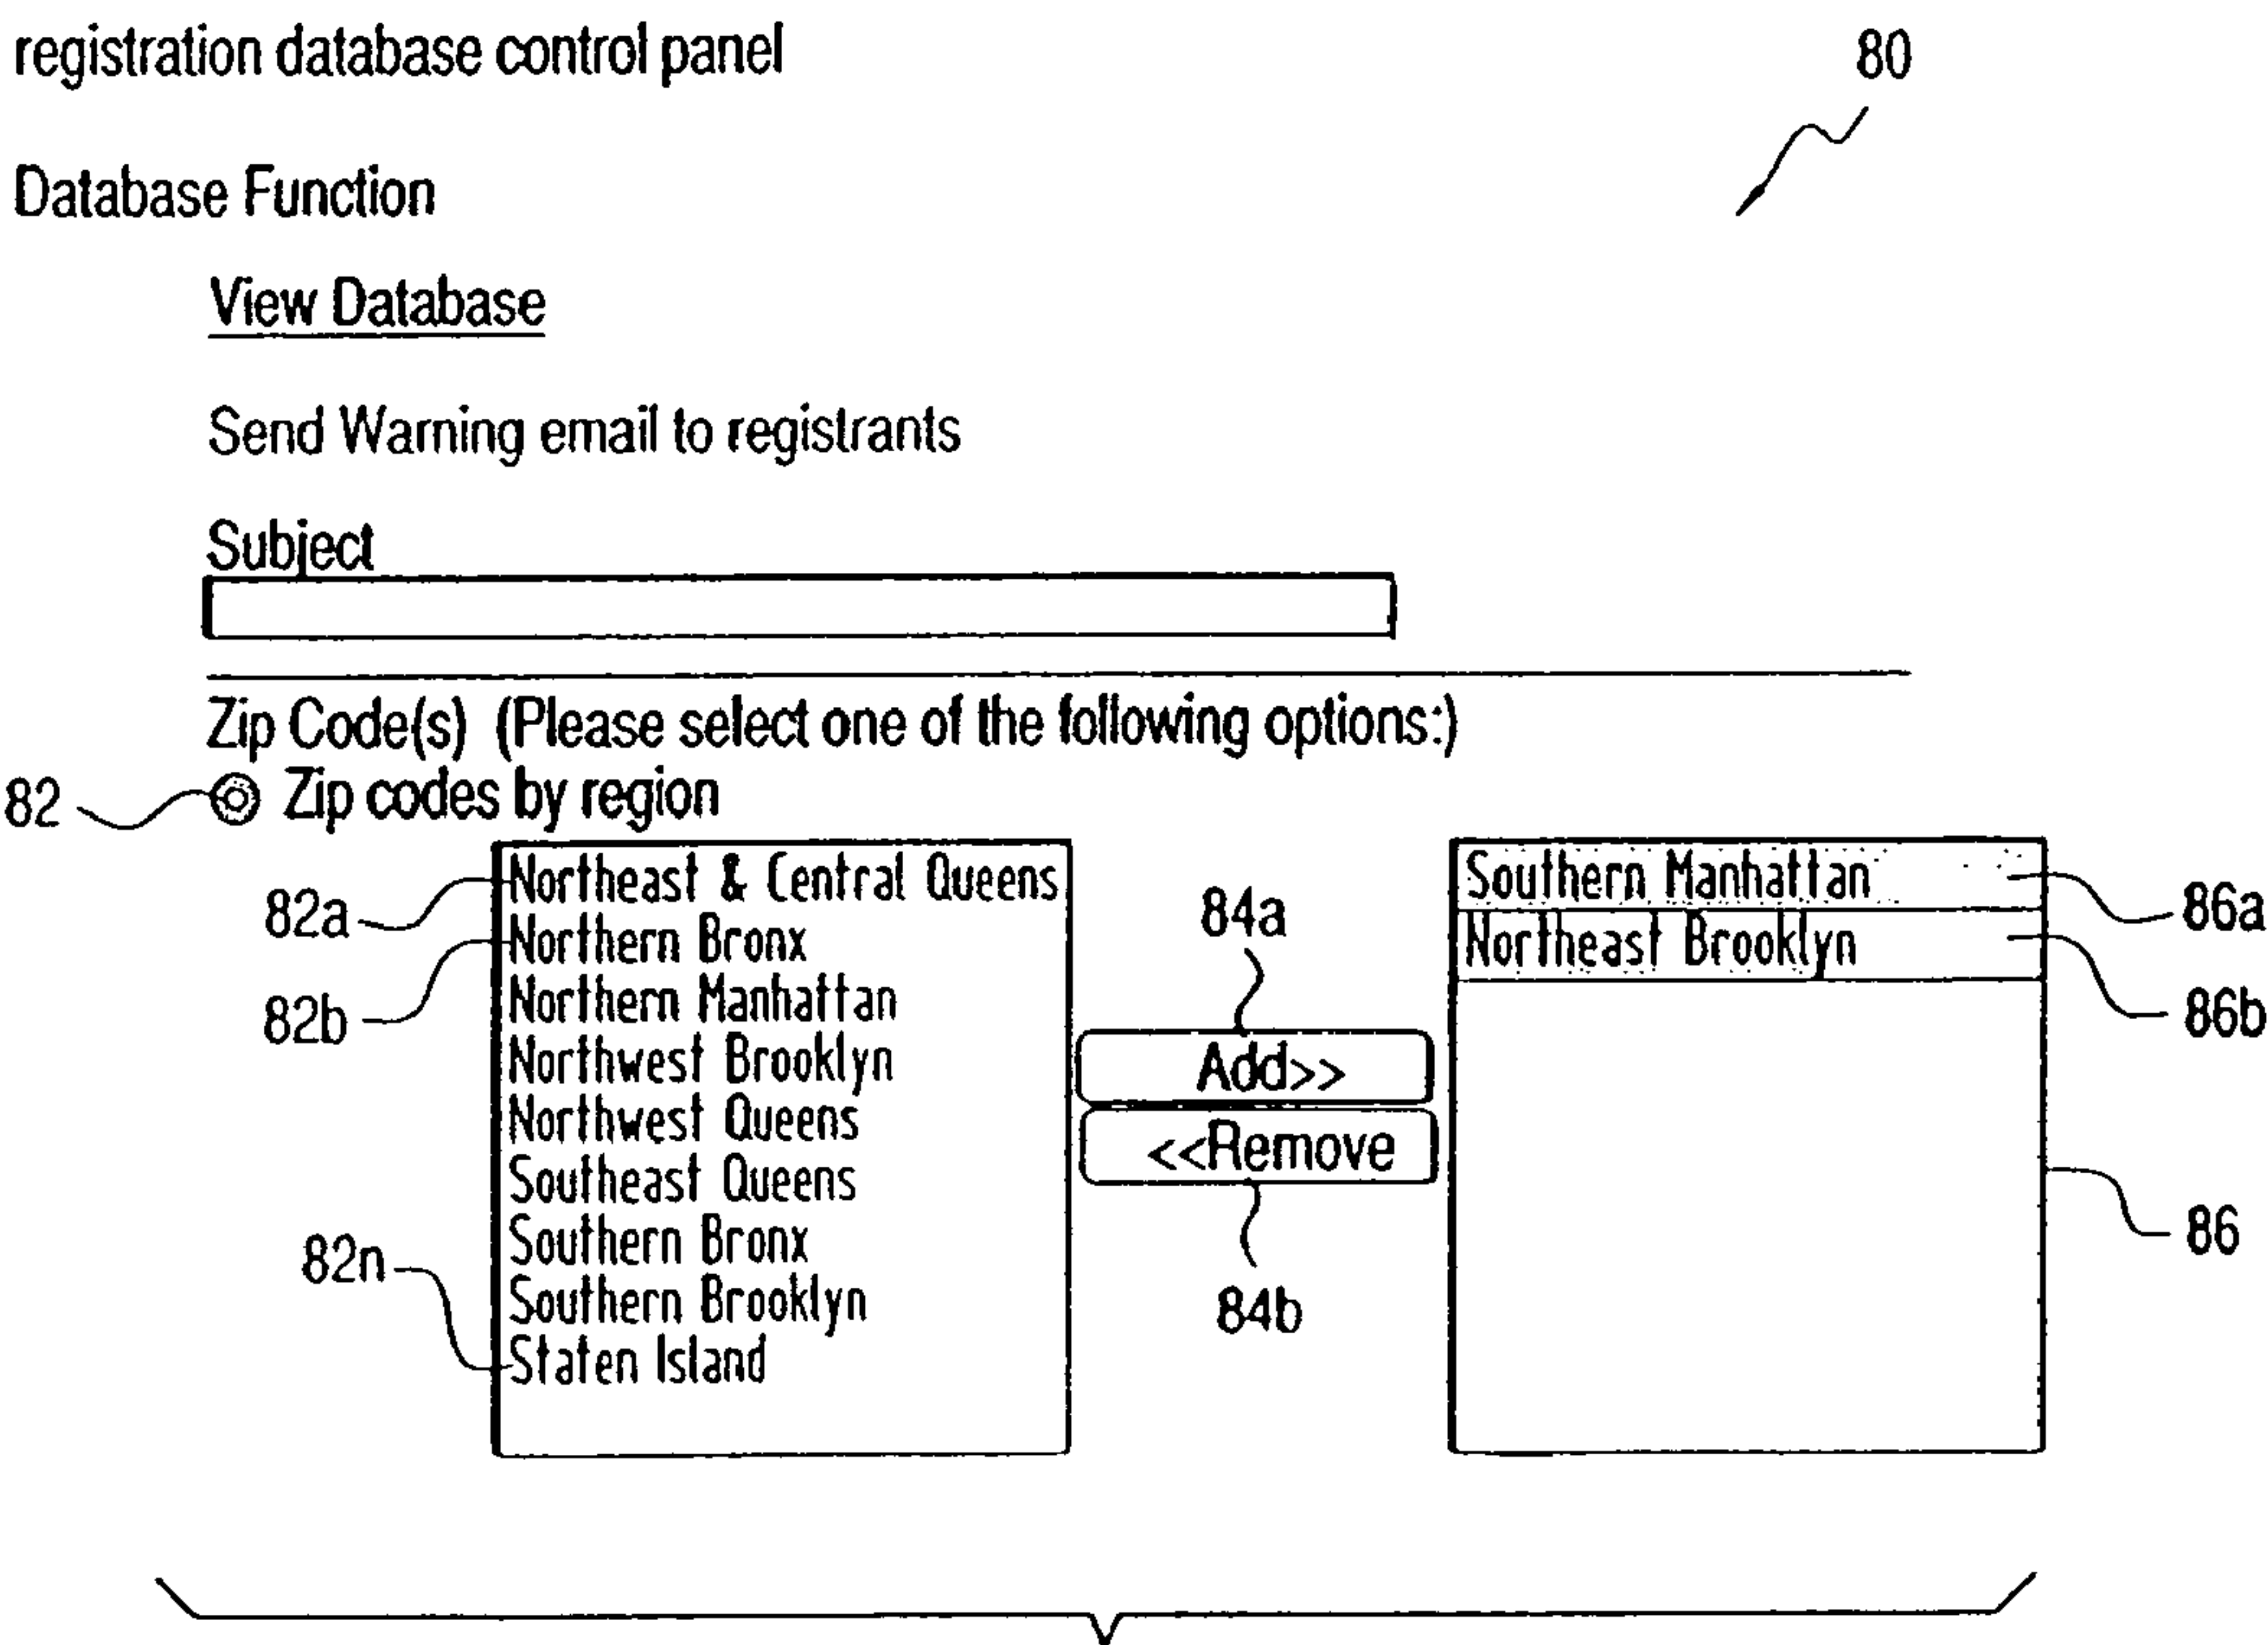 registration database control panel
80
Database Function
View Database
Send Warning email to registrants
Subject
Zip Code(s) (Please select one of the following options:)
82 Zip codes by region
82a Northeast & Central Queens
82b Northern Bronx
Northern Manhattan
Northwest Brooklyn
Northwest Queens
Southeast Queens
Southern Bronx
Southern Brooklyn
82n Staten Island
84a
Add>>
<<Remove
84b
Southern Manhattan 86a
Northeast Brooklyn 86b
86